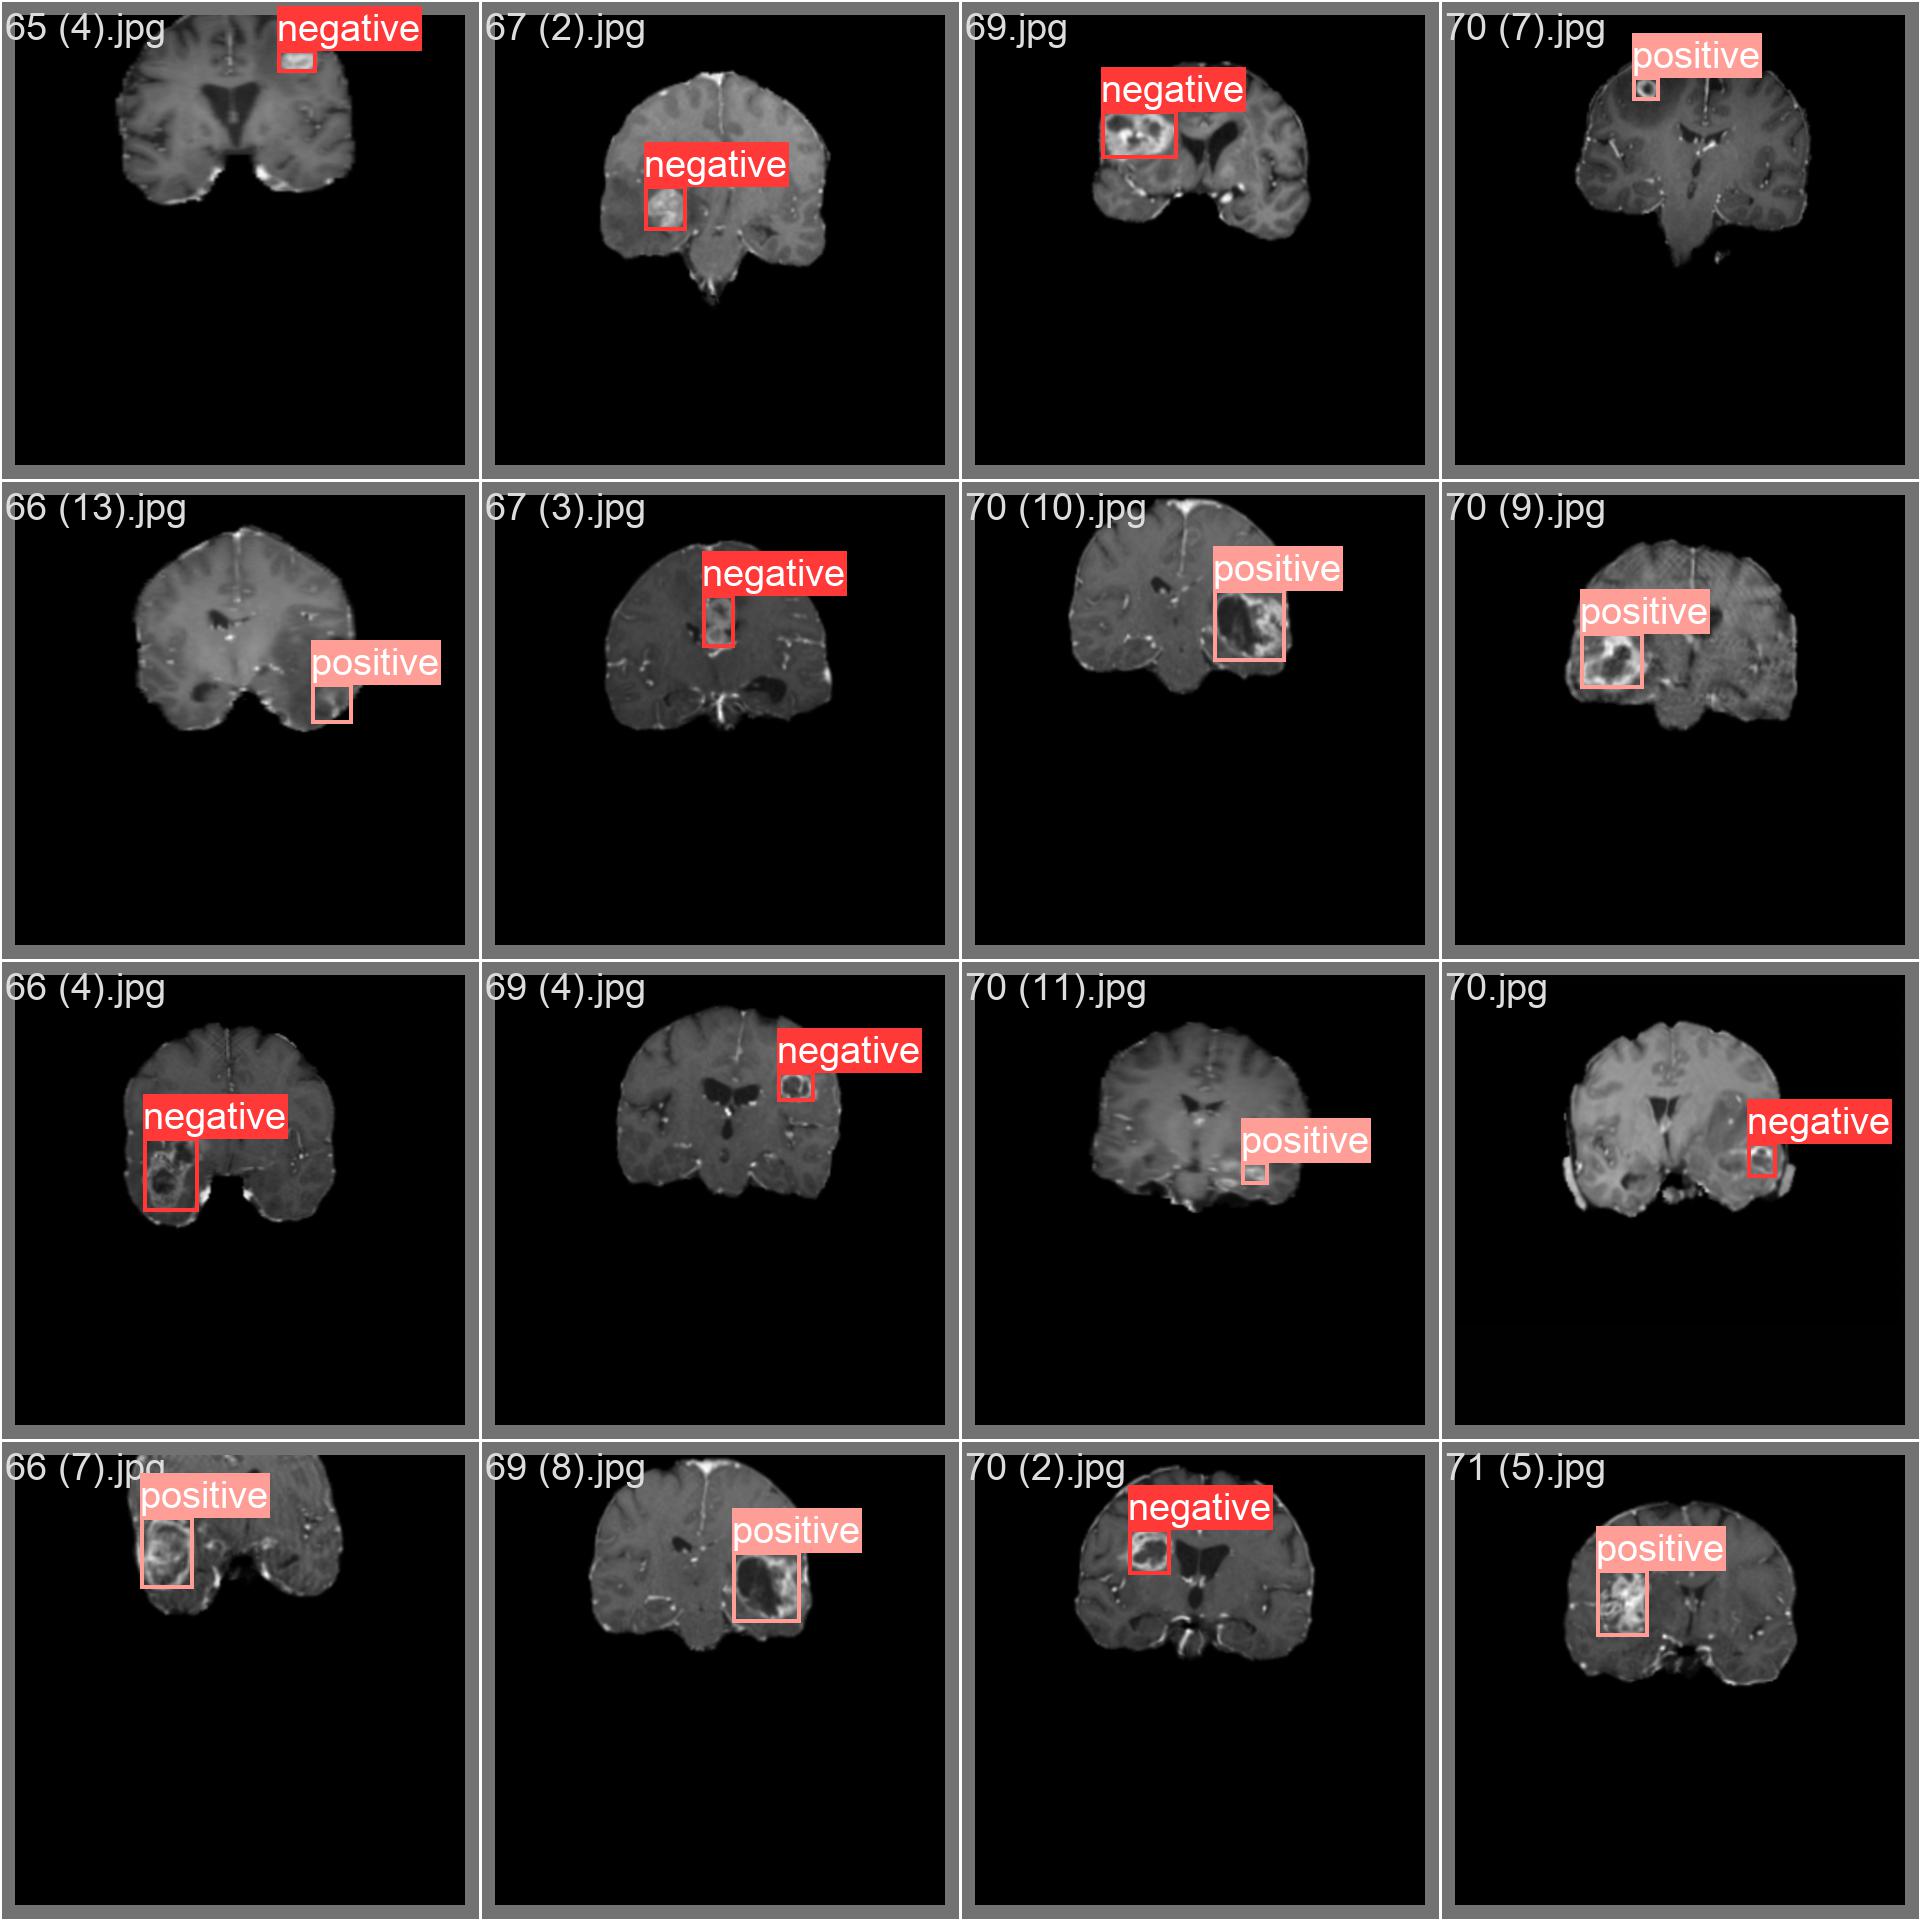 65 (4).jpg
negative
67 (2).jpg
negative
69.jpg
negative
70 (7).jpg
positive
66 (13).jpg
positive
67 (3).jpg
negative
70 (10).jpg
positive
70 (9).jpg
positive
66 (4).jpg
negative
69 (4).jpg
negative
70 (11).jpg
positive
70.jpg
negative
66 (7).jpg
positive
69 (8).jpg
positive
70 (2).jpg
negative
71 (5).jpg
positive